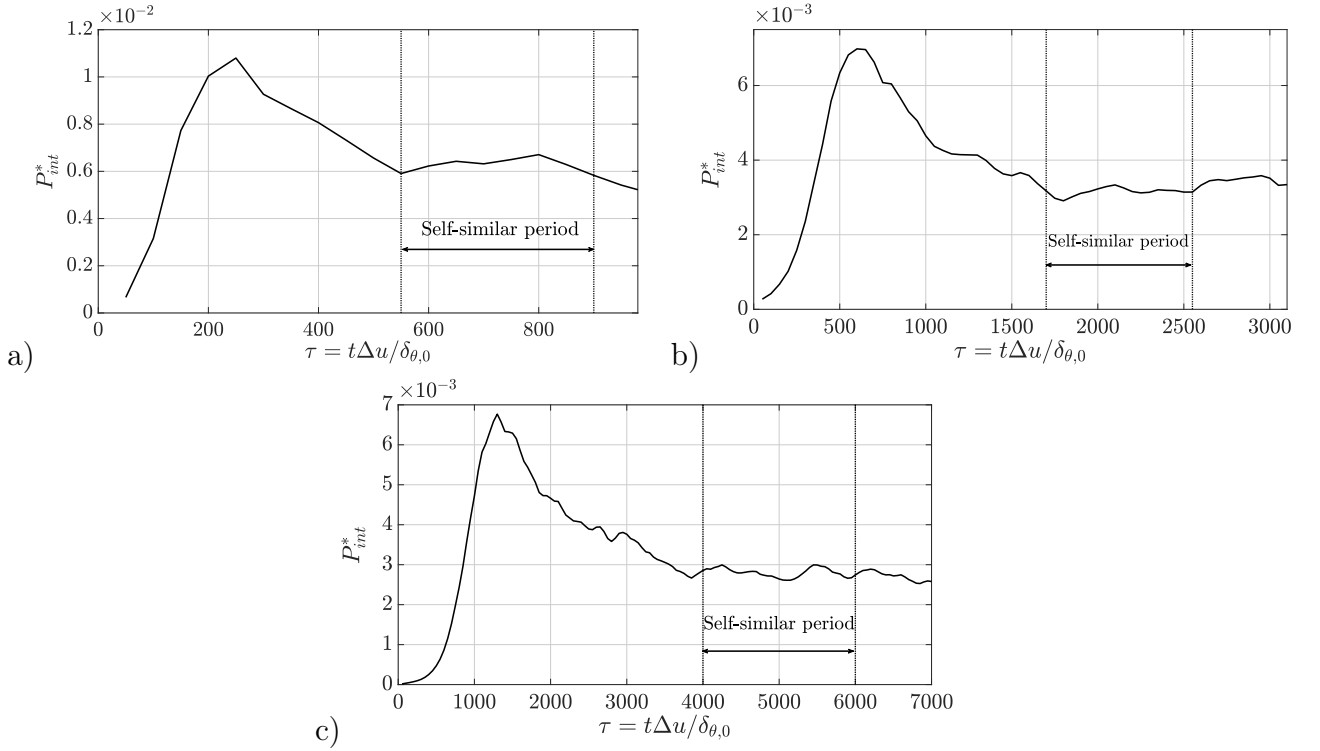 ×10⁻²
1.2
1
0.8
0.6
0.4
0.2
0
P*int
Self-similar period
0 200 400 600 800
τ = tΔu/δθ,0
a)
×10⁻³
6
4
2
0
P*int
Self-similar period
0 500 1000 1500 2000 2500 3000
τ = tΔu/δθ,0
b)
×10⁻³
7
6
5
4
3
2
1
0
P*int
Self-similar period
0 1000 2000 3000 4000 5000 6000 7000
τ = tΔu/δθ,0
c)